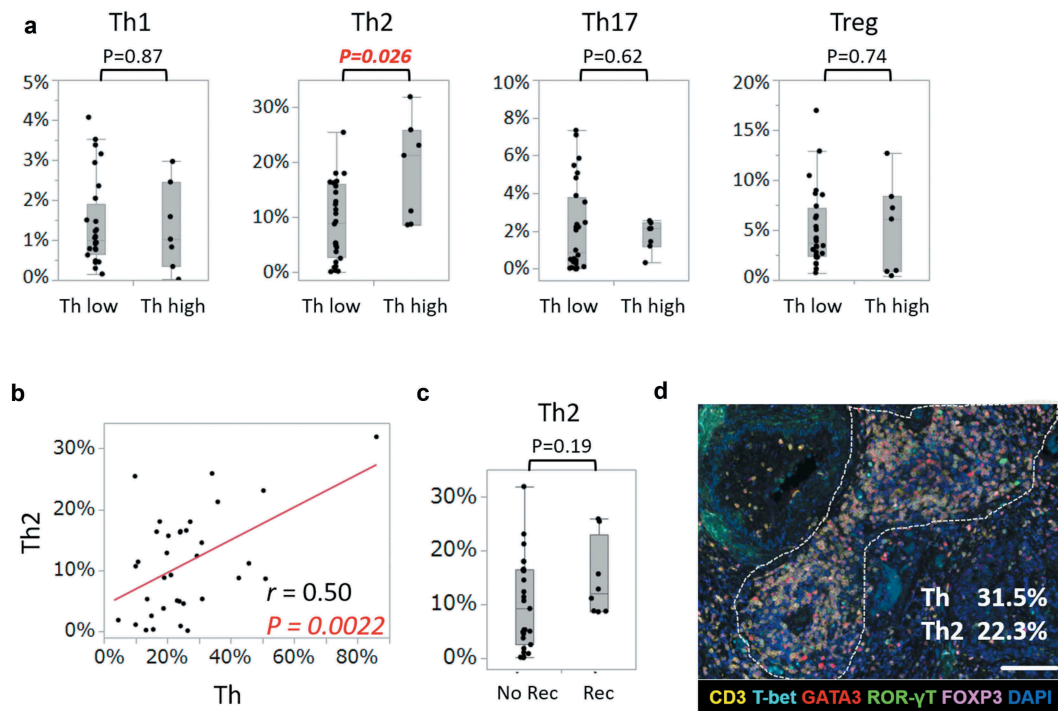 a
Th1
P=0.87
5%
4%
3%
2%
1%
0%
Th low Th high
Th2
P=0.026
30%
20%
10%
0%
Th low Th high
Th17
P=0.62
10%
8%
6%
4%
2%
0%
Th low Th high
Treg
P=0.74
20%
15%
10%
5%
0%
Th low Th high
b
30%
20%
10%
0%
Th2
r = 0.50
P = 0.0022
0% 20% 40% 60% 80%
Th
c
Th2
P=0.19
30%
20%
10%
0%
No Rec Rec
d
Th 31.5%
Th2 22.3%
CD3 T-bet GATA3 ROR-γT FOXP3 DAPI